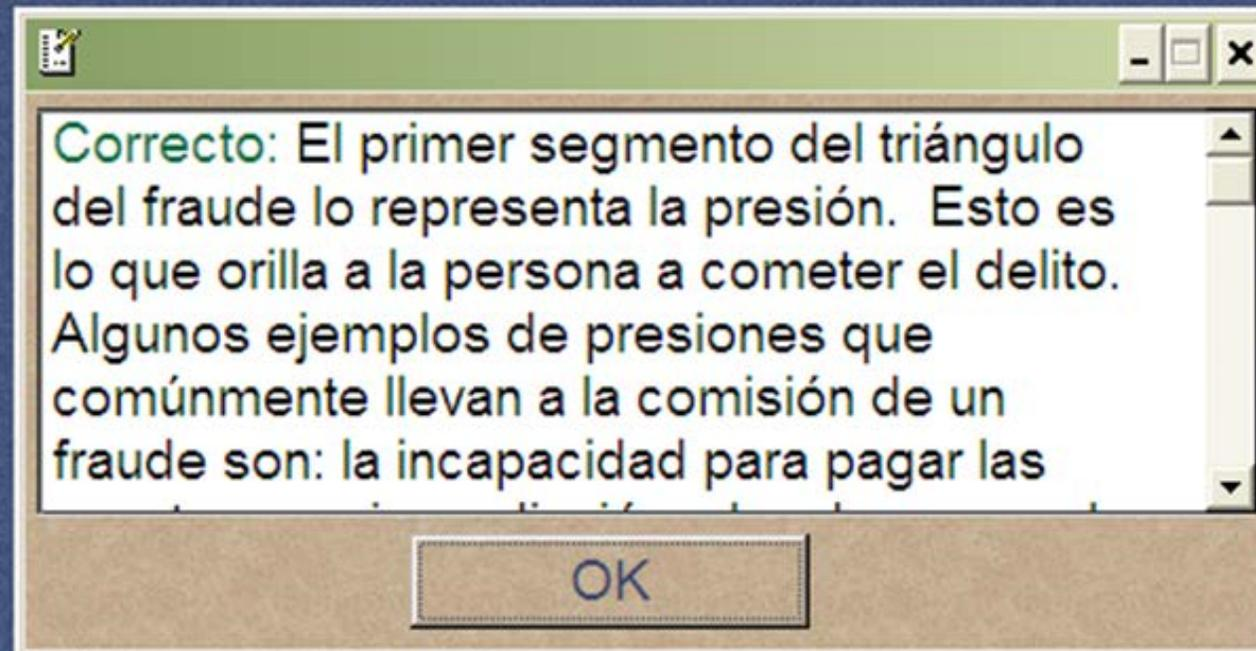 Correcto: El primer segmento del triángulo
del fraude lo representa la presión.  Esto es
lo que orilla a la persona a cometer el delito.
Algunos ejemplos de presiones que
comúnmente llevan a la comisión de un
fraude son: la incapacidad para pagar las
OK